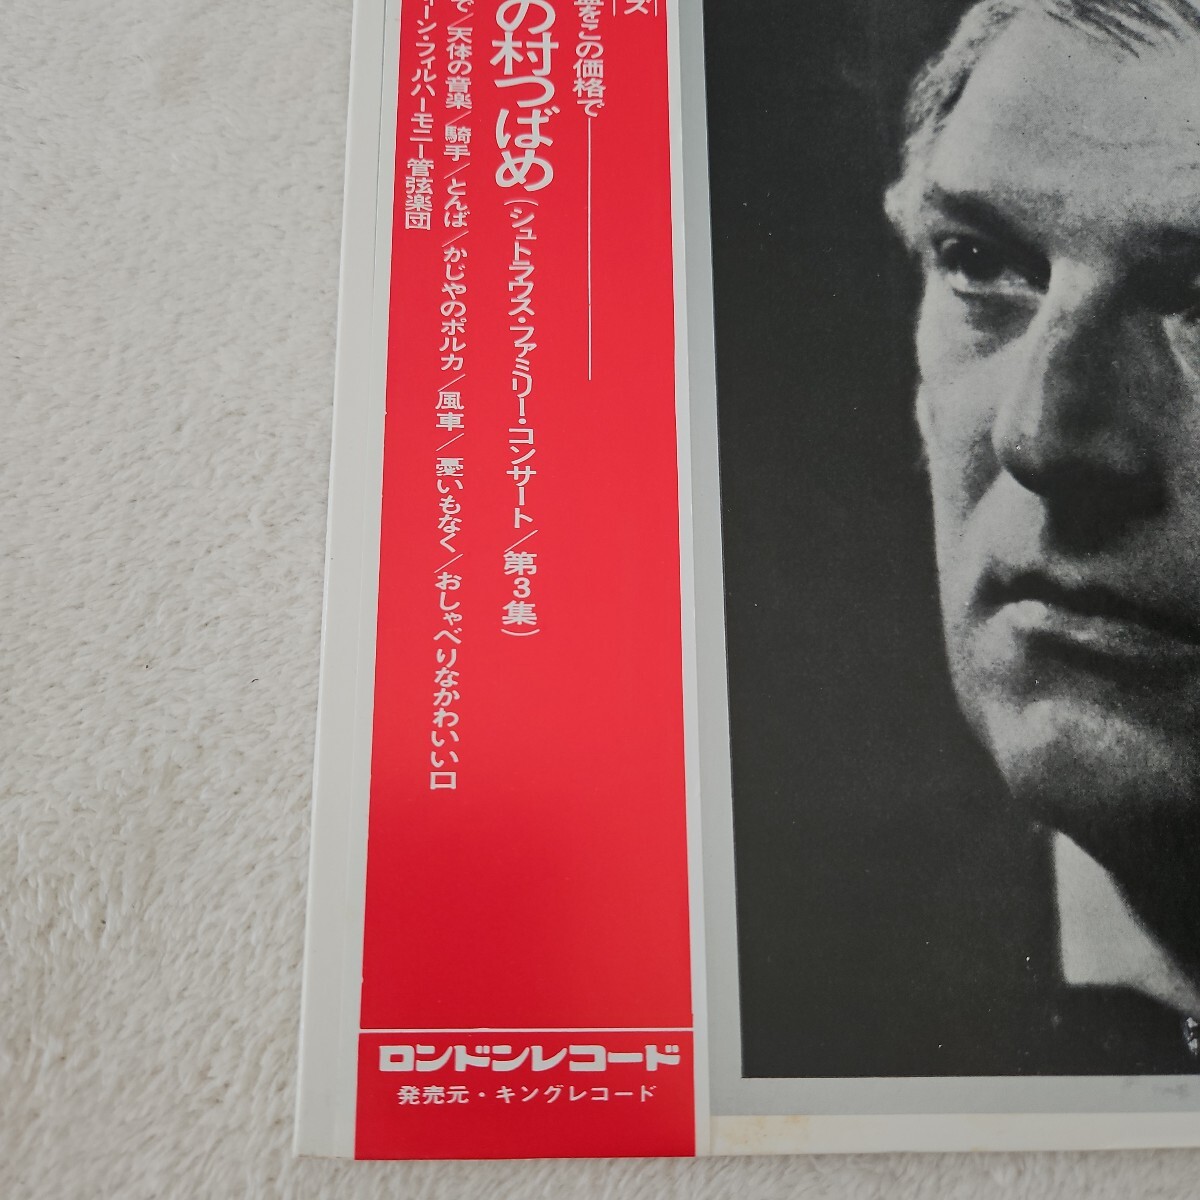 ズ
盤をこの価格で
の村つばめ(シュトラウス・ファミリー・コンサート/第3集)
で/天体の音楽/騎手/とんぼ/かじやのポルカ/風車/憂いもなく/おしゃべりなかわいい口
ィーン・フィルハーモニー管弦楽団
ロンドンレコード
発売元・キングレコード